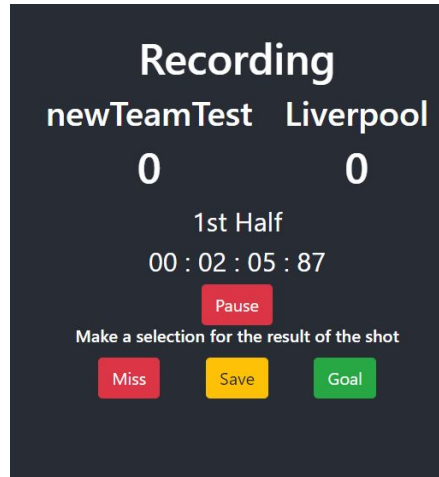 Recording
newTeamTest Liverpool
0 0
1st Half
00 : 02 : 05 : 87
Pause
Make a selection for the result of the shot
Miss Save Goal